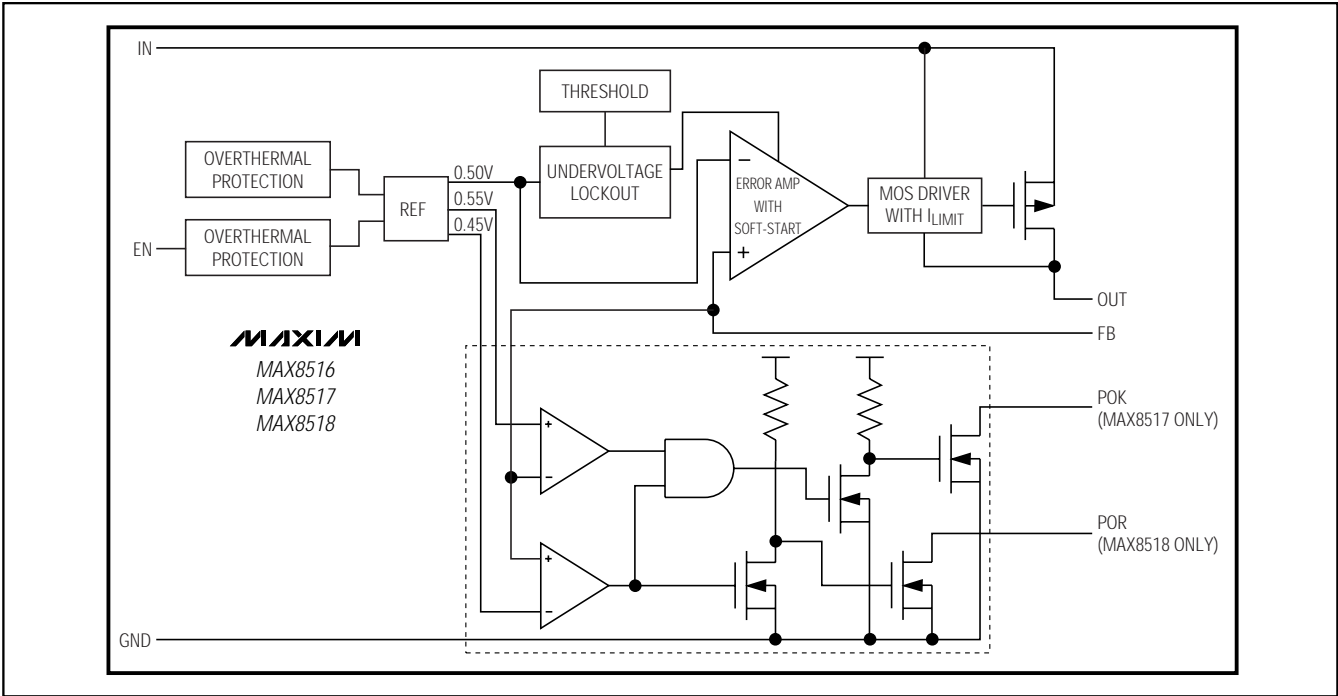 IN
THRESHOLD
OVERTHERMAL
PROTECTION
UNDERVOLTAGE
LOCKOUT
0.50V
0.55V
0.45V
REF
EN
OVERTHERMAL
PROTECTION
−
ERROR AMP
WITH
SOFT-START
+
MOS DRIVER
WITH ILIMIT
OUT
FB
MAXIM
MAX8516
MAX8517
MAX8518
POK
(MAX8517 ONLY)
+
−
POR
(MAX8518 ONLY)
+
−
GND